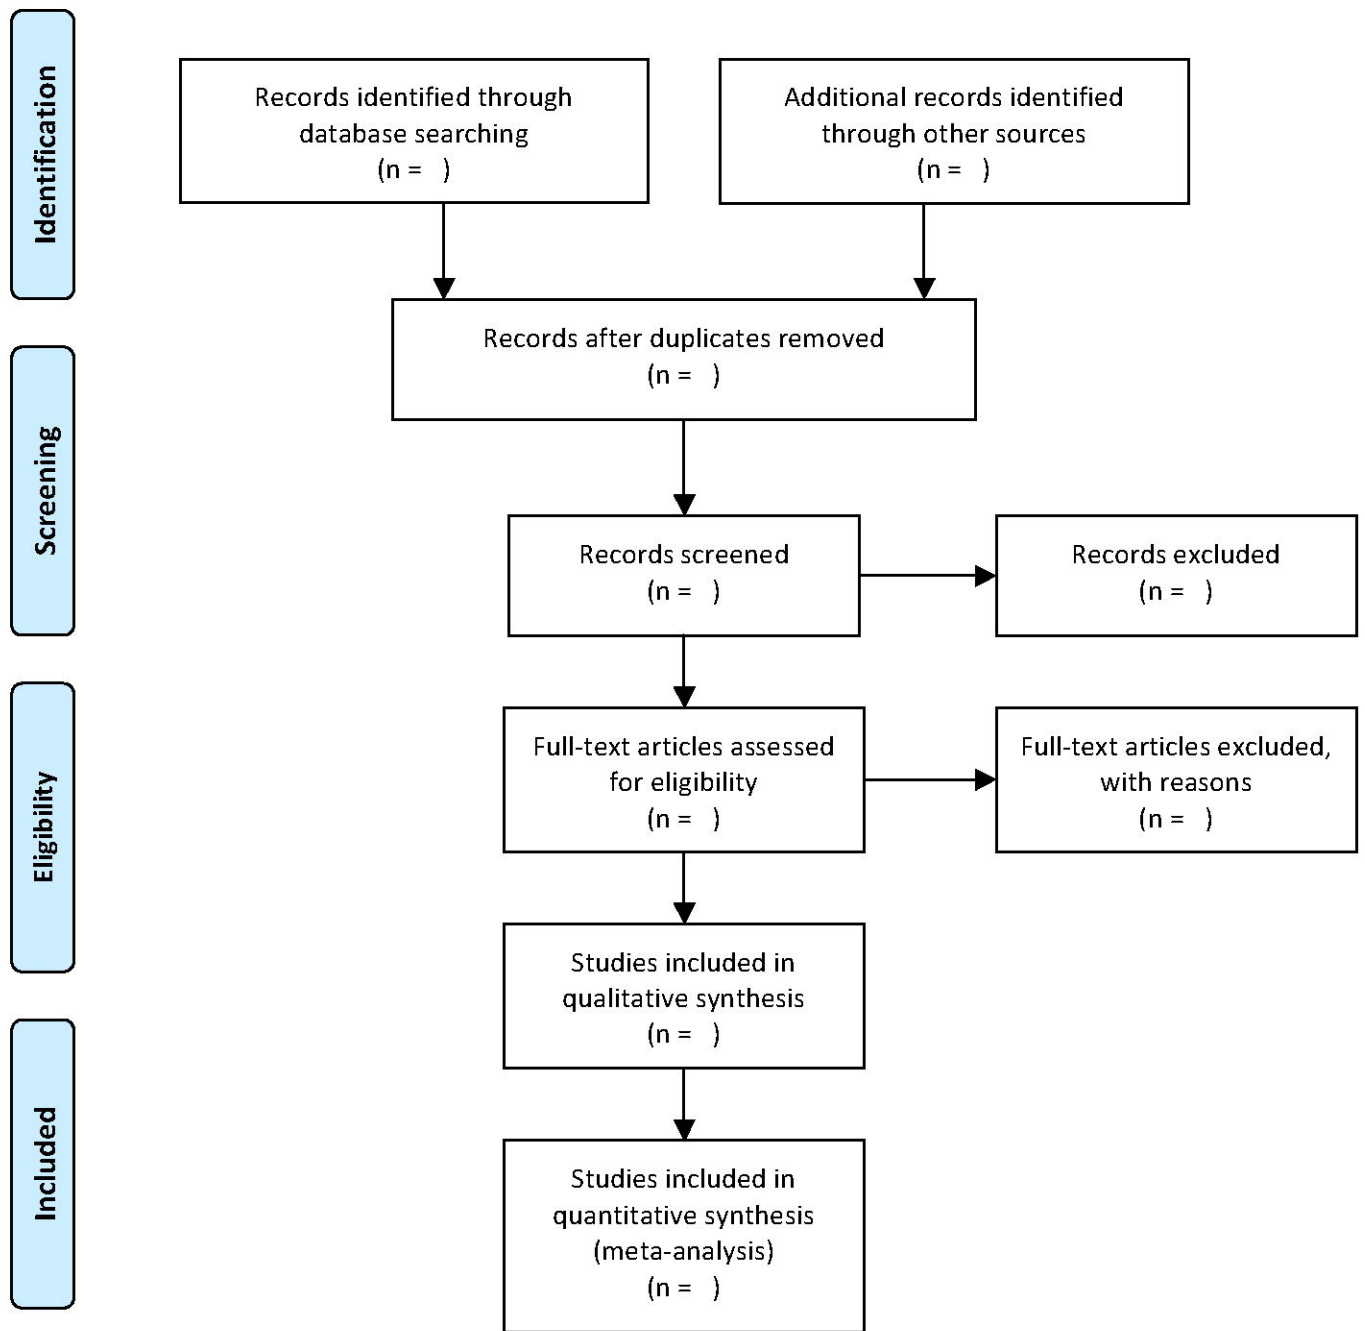 Identification
Records identified through
database searching
(n =   )
Additional records identified
through other sources
(n =   )
Records after duplicates removed
(n =   )
Screening
Records screened
(n =   )
Records excluded
(n =   )
Eligibility
Full-text articles assessed
for eligibility
(n =   )
Full-text articles excluded,
with reasons
(n =   )
Studies included in
qualitative synthesis
(n =   )
Included
Studies included in
quantitative synthesis
(meta-analysis)
(n =   )